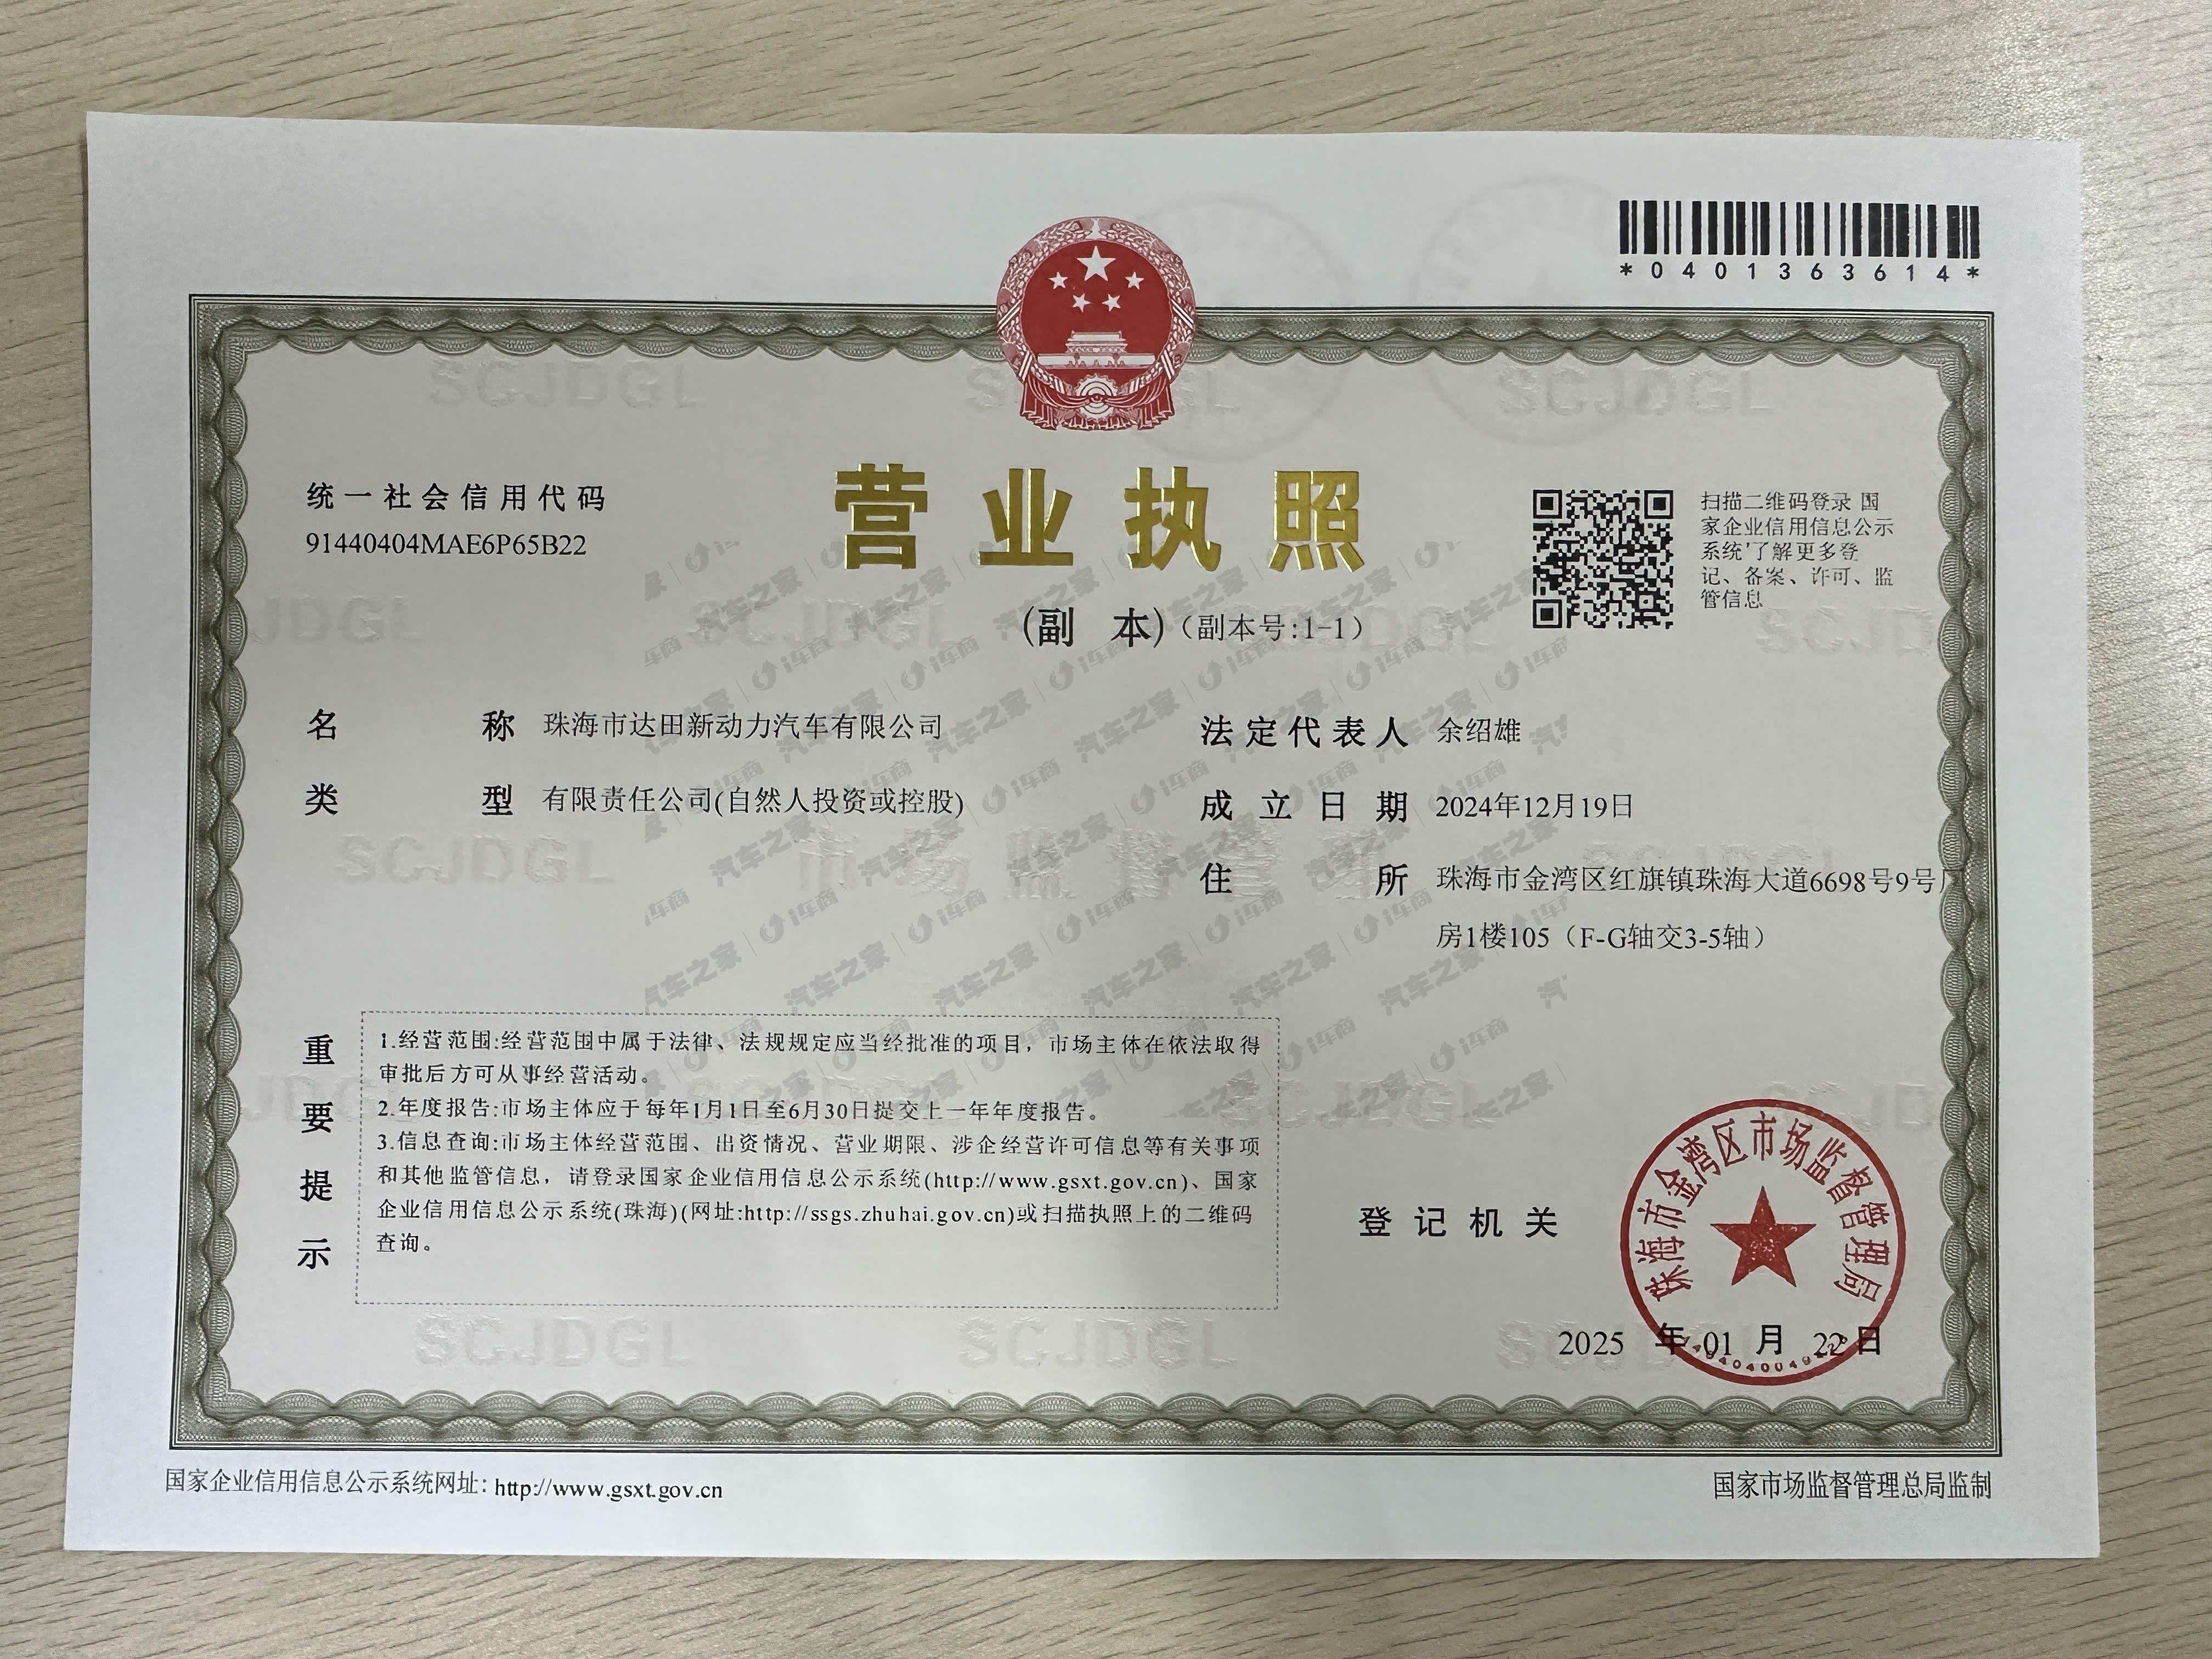 *0401363614*
营业执照
(副 本)(副本号:1-1)
统一社会信用代码
91440404MAE6P65B22
扫描二维码登录 国
家企业信用信息公示
系统'了解更多登
记、备案、许可、监
管信息
名 称 珠海市达田新动力汽车有限公司
类 型 有限责任公司(自然人投资或控股)
法定代表人 余绍雄
成立日期 2024年12月19日
住 所 珠海市金湾区红旗镇珠海大道6698号9号
房1楼105（F-G轴交3-5轴）
重要提示
1.经营范围:经营范围中属于法律、法规规定应当经批准的项目，市场主体在依法取得
审批后方可从事经营活动。
2.年度报告:市场主体应于每年1月1日至6月30日提交上一年年度报告。
3.信息查询:市场主体经营范围、出资情况、营业期限、涉企经营许可信息等有关事项
和其他监管信息，请登录国家企业信用信息公示系统(http://www.gsxt.gov.cn)、国家
企业信用信息公示系统(珠海)(网址:http://ssgs.zhuhai.gov.cn)或扫描执照上的二维码
查询。
登记机关
珠海市金湾区市场监督管理局
2025 年 01 月 22 日
国家企业信用信息公示系统网址：http://www.gsxt.gov.cn
国家市场监督管理总局监制
SCJDGL
汽车之家 | i车商